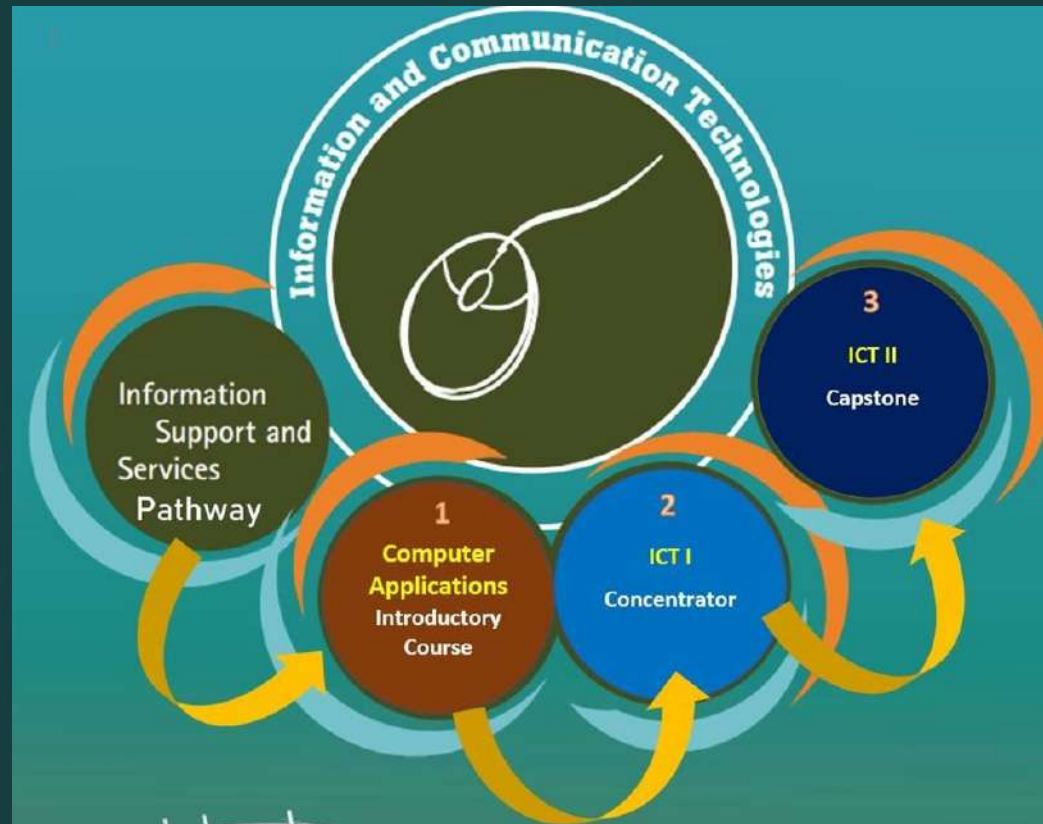 Information and Communication Technologies
Information
Support and
Services
Pathway
1
Computer
Applications
Introductory
Course
2
ICT I
Concentrator
3
ICT II
Capstone